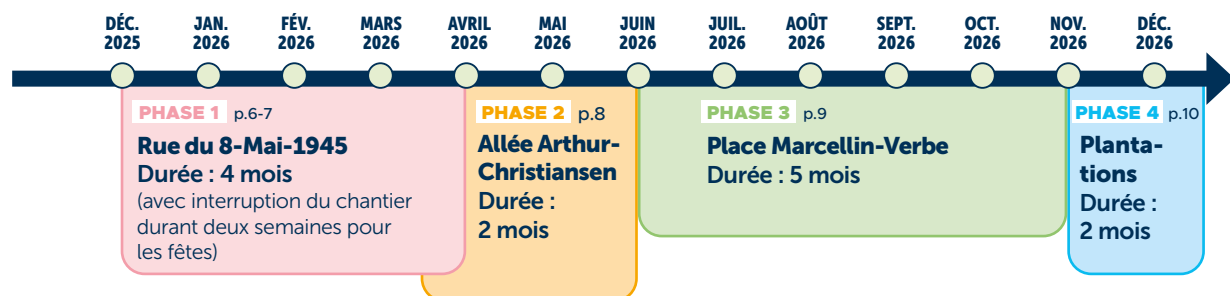 DÉC. 2025
JAN. 2026
FÉV. 2026
MARS 2026
AVRIL 2026
MAI 2026
JUIN 2026
JUIL. 2026
AOÛT 2026
SEPT. 2026
OCT. 2026
NOV. 2026
DÉC. 2026
PHASE 1 p.6-7
Rue du 8-Mai-1945
Durée : 4 mois
(avec interruption du chantier
durant deux semaines pour
les fêtes)
PHASE 2 p.8
Allée Arthur-
Christiansen
Durée :
2 mois
PHASE 3 p.9
Place Marcellin-Verbe
Durée : 5 mois
PHASE 4 p.10
Planta-
tions
Durée :
2 mois